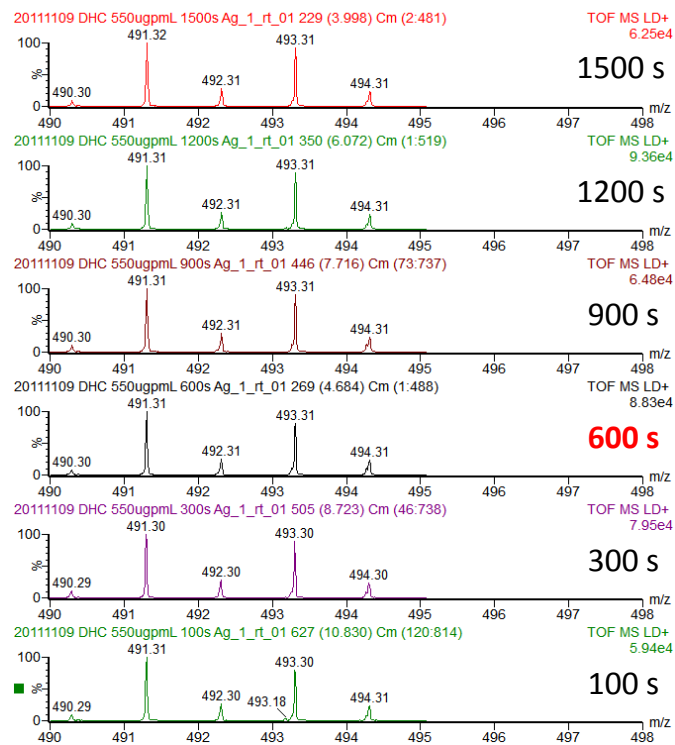 20111109 DHC 550ugpmL 1500s Ag_1_rt_01 229 (3.998) Cm (2:481) TOF MS LD+
6.25e4
491.32 493.31
100
1500 s
%
490.30 492.31 494.31
0 m/z
490 491 492 493 494 495 496 497 498
20111109 DHC 550ugpmL 1200s Ag_1_rt_01 350 (6.072) Cm (1:519) TOF MS LD+
9.36e4
491.31 493.31
100
1200 s
%
490.30 492.31 494.31
0 m/z
490 491 492 493 494 495 496 497 498
20111109 DHC 550ugpmL 900s Ag_1_rt_01 446 (7.716) Cm (73:737) TOF MS LD+
6.48e4
491.31 493.31
100
900 s
%
490.30 492.31 494.31
0 m/z
490 491 492 493 494 495 496 497 498
20111109 DHC 550ugpmL 600s Ag_1_rt_01 269 (4.684) Cm (1:488) TOF MS LD+
8.83e4
491.31 493.31
100
600 s
%
490.30 492.31 494.31
0 m/z
490 491 492 493 494 495 496 497 498
20111109 DHC 550ugpmL 300s Ag_1_rt_01 505 (8.723) Cm (46:738) TOF MS LD+
7.95e4
491.30 493.30
100
300 s
%
490.29 492.30 494.30
0 m/z
490 491 492 493 494 495 496 497 498
20111109 DHC 550ugpmL 100s Ag_1_rt_01 627 (10.830) Cm (120:814) TOF MS LD+
5.94e4
491.31 493.30
100
100 s
%
490.29 492.30 493.18 494.31
0 m/z
490 491 492 493 494 495 496 497 498